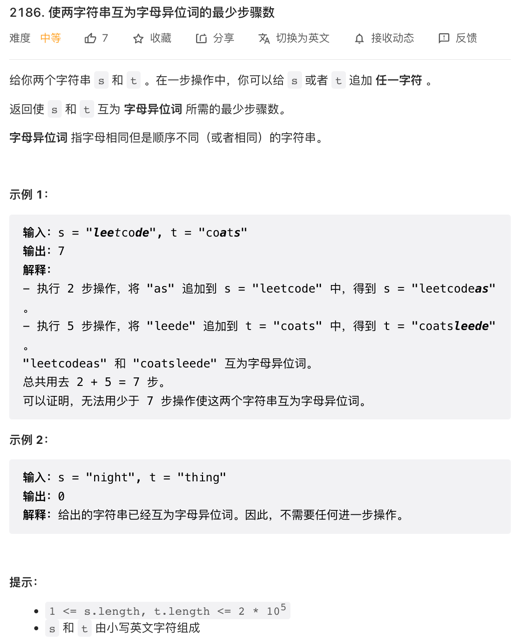 2186. 使两字符串互为字母异位词的最少步骤数
难度 中等 7 收藏 分享 切换为英文 接收动态 反馈
给你两个字符串 s 和 t 。在一步操作中，你可以给 s 或者 t 追加 任一字符 。
返回使 s 和 t 互为 字母异位词 所需的最少步骤数。
字母异位词 指字母相同但是顺序不同（或者相同）的字符串。
示例 1：
输入：s = "leetcode", t = "coats"
输出：7
解释：
- 执行 2 步操作，将 "as" 追加到 s = "leetcode" 中，得到 s = "leetcodeas"
。
- 执行 5 步操作，将 "leede" 追加到 t = "coats" 中，得到 t = "coatsleede"
。
"leetcodeas" 和 "coatsleede" 互为字母异位词。
总共用去 2 + 5 = 7 步。
可以证明，无法用少于 7 步操作使这两个字符串互为字母异位词。
示例 2：
输入：s = "night", t = "thing"
输出：0
解释：给出的字符串已经互为字母异位词。因此，不需要任何进一步操作。
提示：
• 1 <= s.length, t.length <= 2 * 10⁵
• s 和 t 由小写英文字符组成